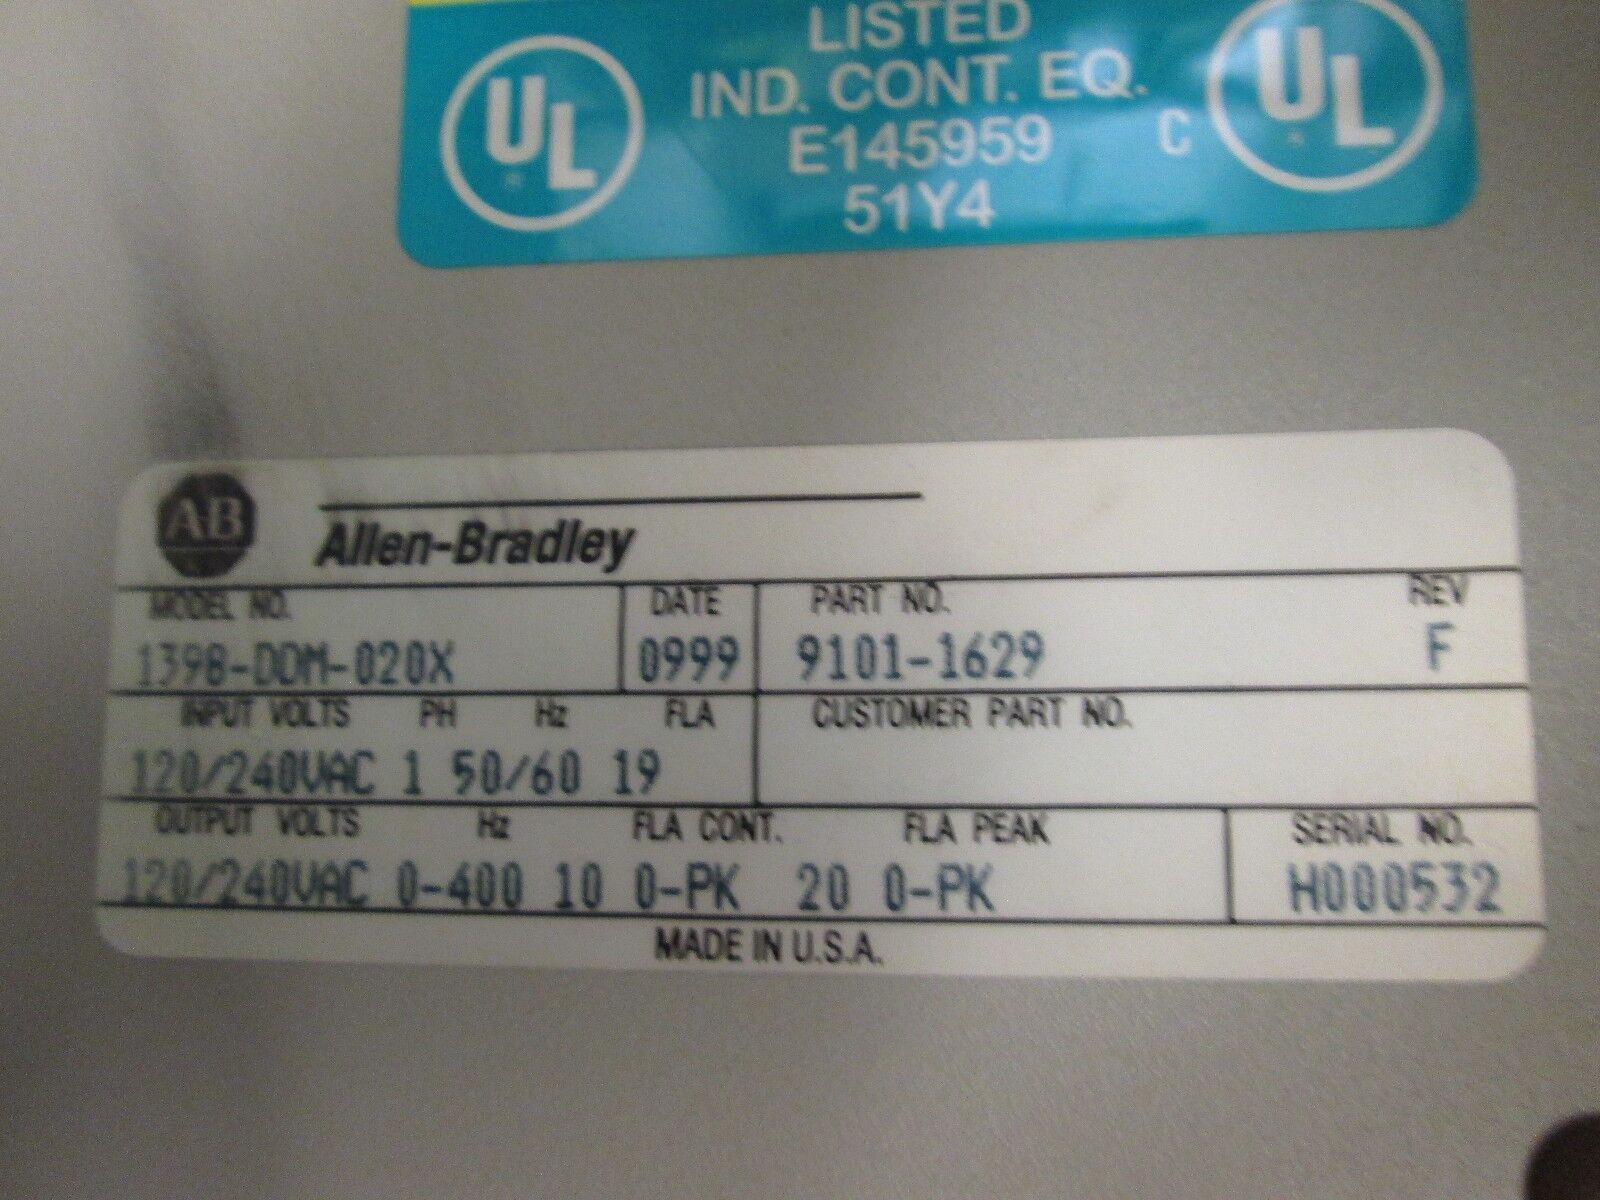 LISTED
UL IND. CONT. EQ. UL
E145959 C
51Y4
AB
Allen-Bradley
MODEL NO. DATE PART NO. REV
1398-DDM-020X 0999 9101-1629 F
INPUT VOLTS PH Hz FLA CUSTOMER PART NO.
120/240VAC 1 50/60 19
OUTPUT VOLTS Hz FLA CONT. FLA PEAK SERIAL NO.
120/240VAC 0-400 10 0-PK 20 0-PK H000532
MADE IN U.S.A.